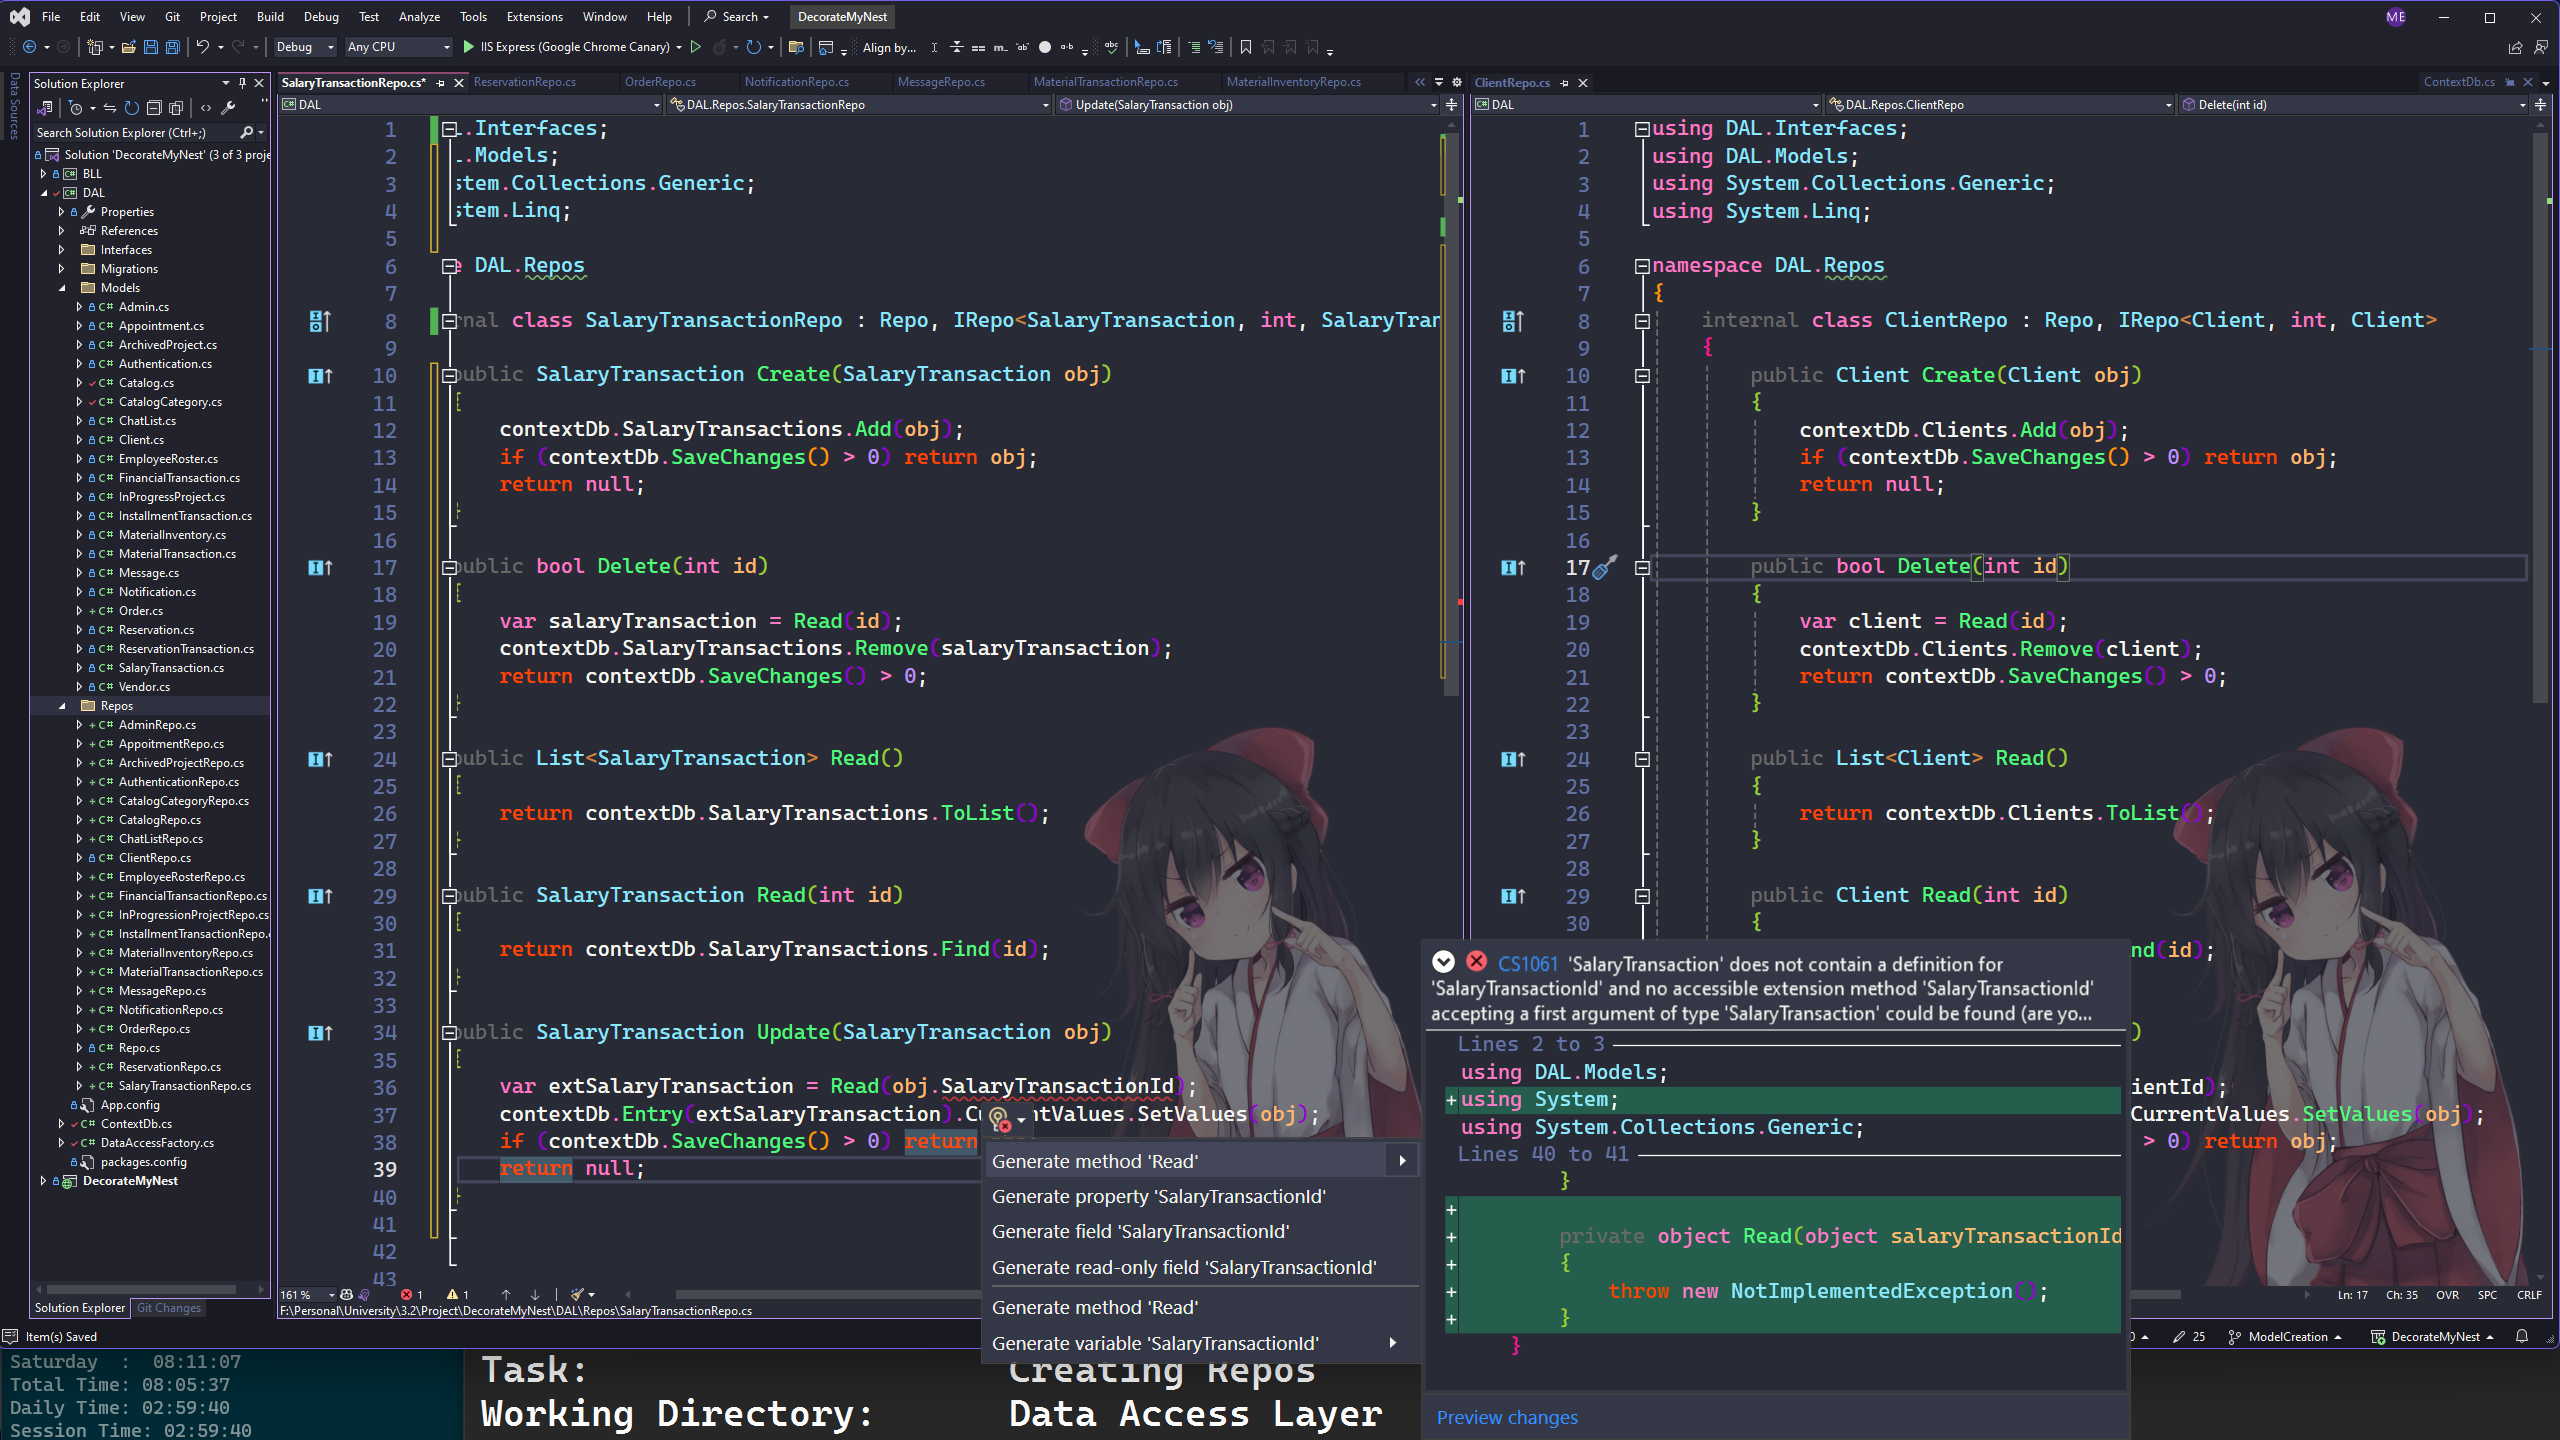 File Edit View Git Project Build Debug Test Analyze Tools Extensions Window Help Search DecorateMyNest ME
Debug Any CPU IIS Express (Google Chrome Canary) Align by...
Data Sources
Solution Explorer
Search Solution Explorer (Ctrl+;)
Solution 'DecorateMyNest' (3 of 3 proje
BLL
DAL
Properties
References
Interfaces
Migrations
Models
C# Admin.cs
C# Appointment.cs
C# ArchivedProject.cs
C# Authentication.cs
C# Catalog.cs
C# CatalogCategory.cs
C# ChatList.cs
C# Client.cs
C# EmployeeRoster.cs
C# FinancialTransaction.cs
C# InProgressProject.cs
C# InstallmentTransaction.cs
C# MaterialInventory.cs
C# MaterialTransaction.cs
C# Message.cs
C# Notification.cs
+ C# Order.cs
C# Reservation.cs
C# ReservationTransaction.cs
C# SalaryTransaction.cs
C# Vendor.cs
Repos
+ C# AdminRepo.cs
+ C# AppoitmentRepo.cs
+ C# ArchivedProjectRepo.cs
+ C# AuthenticationRepo.cs
+ C# CatalogCategoryRepo.cs
+ C# CatalogRepo.cs
+ C# ChatListRepo.cs
C# ClientRepo.cs
+ C# EmployeeRosterRepo.cs
+ C# FinancialTransactionRepo.cs
+ C# InProgressionProjectRepo.cs
+ C# InstallmentTransactionRepo.
+ C# MaterialInventoryRepo.cs
+ C# MaterialTransactionRepo.cs
+ C# MessageRepo.cs
+ C# NotificationRepo.cs
+ C# OrderRepo.cs
C# Repo.cs
+ C# ReservationRepo.cs
+ C# SalaryTransactionRepo.cs
App.config
C# ContextDb.cs
C# DataAccessFactory.cs
packages.config
DecorateMyNest
Solution Explorer Git Changes
SalaryTransactionRepo.cs* ReservationRepo.cs OrderRepo.cs NotificationRepo.cs MessageRepo.cs MaterialTransactionRepo.cs MaterialInventoryRepo.cs
C# DAL DAL.Repos.SalaryTransactionRepo Update(SalaryTransaction obj)
1 .Interfaces;
2 .Models;
3 stem.Collections.Generic;
4 stem.Linq;
5
6 e DAL.Repos
7
8 rnal class SalaryTransactionRepo : Repo, IRepo<SalaryTransaction, int, SalaryTran
9
10 public SalaryTransaction Create(SalaryTransaction obj)
11 {
12 contextDb.SalaryTransactions.Add(obj);
13 if (contextDb.SaveChanges() > 0) return obj;
14 return null;
15 }
16
17 public bool Delete(int id)
18 {
19 var salaryTransaction = Read(id);
20 contextDb.SalaryTransactions.Remove(salaryTransaction);
21 return contextDb.SaveChanges() > 0;
22 }
23
24 public List<SalaryTransaction> Read()
25 {
26 return contextDb.SalaryTransactions.ToList();
27 }
28
29 public SalaryTransaction Read(int id)
30 {
31 return contextDb.SalaryTransactions.Find(id);
32 }
33
34 public SalaryTransaction Update(SalaryTransaction obj)
35 {
36 var extSalaryTransaction = Read(obj.SalaryTransactionId);
37 contextDb.Entry(extSalaryTransaction).Cu ntValues.SetValues(obj);
38 if (contextDb.SaveChanges() > 0) return
39 return null;
40 }
41
42
43
Generate method 'Read'
Generate property 'SalaryTransactionId'
Generate field 'SalaryTransactionId'
Generate read-only field 'SalaryTransactionId'
Generate method 'Read'
Generate variable 'SalaryTransactionId'
161 % 1 1
F:\Personal\University\3.2\Project\DecorateMyNest\DAL\Repos\SalaryTransactionRepo.cs
ClientRepo.cs ContextDb.cs
C# DAL DAL.Repos.ClientRepo Delete(int id)
1 using DAL.Interfaces;
2 using DAL.Models;
3 using System.Collections.Generic;
4 using System.Linq;
5
6 namespace DAL.Repos
7 {
8 internal class ClientRepo : Repo, IRepo<Client, int, Client>
9 {
10 public Client Create(Client obj)
11 {
12 contextDb.Clients.Add(obj);
13 if (contextDb.SaveChanges() > 0) return obj;
14 return null;
15 }
16
17 public bool Delete(int id)
18 {
19 var client = Read(id);
20 contextDb.Clients.Remove(client);
21 return contextDb.SaveChanges() > 0;
22 }
23
24 public List<Client> Read()
25 {
26 return contextDb.Clients.ToList();
27 }
28
29 public Client Read(int id)
30 {
nd(id);
)
ientId);
CurrentValues.SetValues(obj);
> 0) return obj;
CS1061 'SalaryTransaction' does not contain a definition for
'SalaryTransactionId' and no accessible extension method 'SalaryTransactionId'
accepting a first argument of type 'SalaryTransaction' could be found (are yo...
Lines 2 to 3
using DAL.Models;
+using System;
using System.Collections.Generic;
Lines 40 to 41
}
+
+ private object Read(object salaryTransactionId
+ {
+ throw new NotImplementedException();
+ }
}
Preview changes
Ln: 17 Ch: 35 OVR SPC CRLF
Item(s) Saved 0 25 ModelCreation DecorateMyNest
Saturday : 08:11:07
Total Time: 08:05:37
Daily Time: 02:59:40
Session Time: 02:59:40
Task: Creating Repos
Working Directory: Data Access Layer